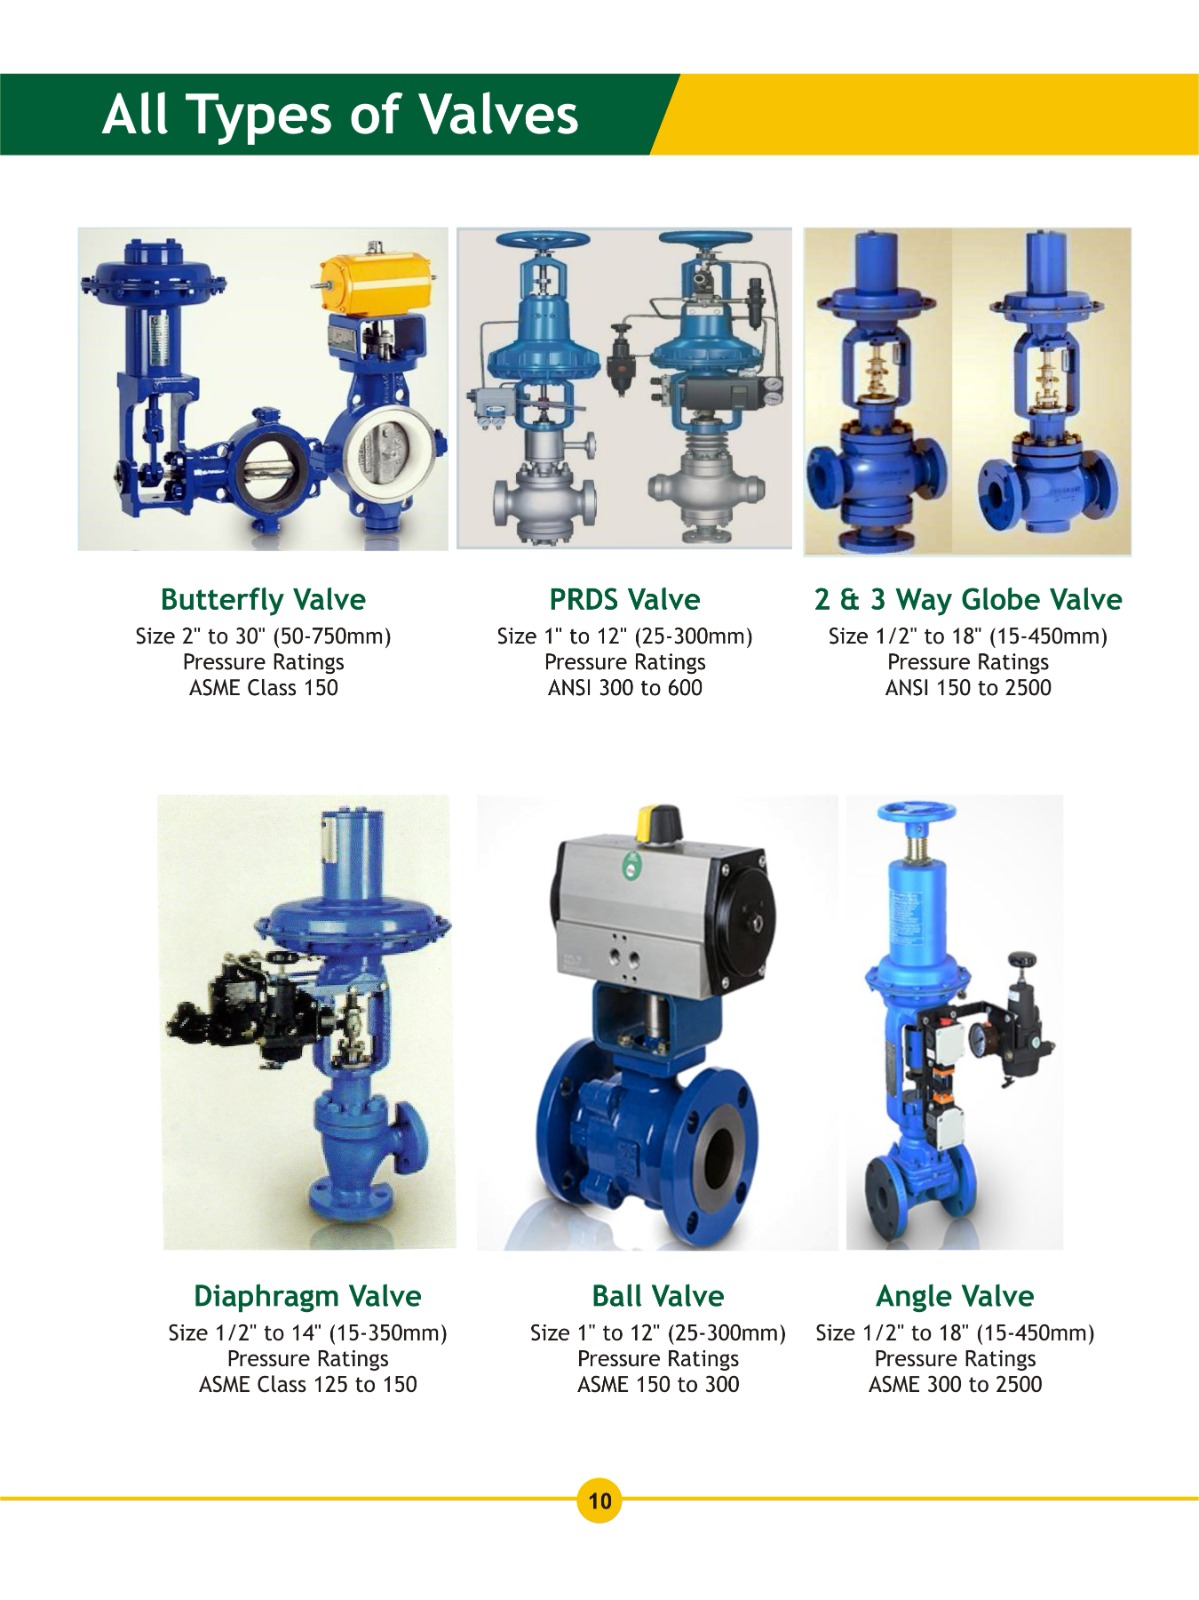 All Types of Valves
Butterfly Valve
Size 2" to 30" (50-750mm)
Pressure Ratings
ASME Class 150
PRDS Valve
Size 1" to 12" (25-300mm)
Pressure Ratings
ANSI 300 to 600
2 & 3 Way Globe Valve
Size 1/2" to 18" (15-450mm)
Pressure Ratings
ANSI 150 to 2500
Diaphragm Valve
Size 1/2" to 14" (15-350mm)
Pressure Ratings
ASME Class 125 to 150
Ball Valve
Size 1" to 12" (25-300mm)
Pressure Ratings
ASME 150 to 300
Angle Valve
Size 1/2" to 18" (15-450mm)
Pressure Ratings
ASME 300 to 2500
10